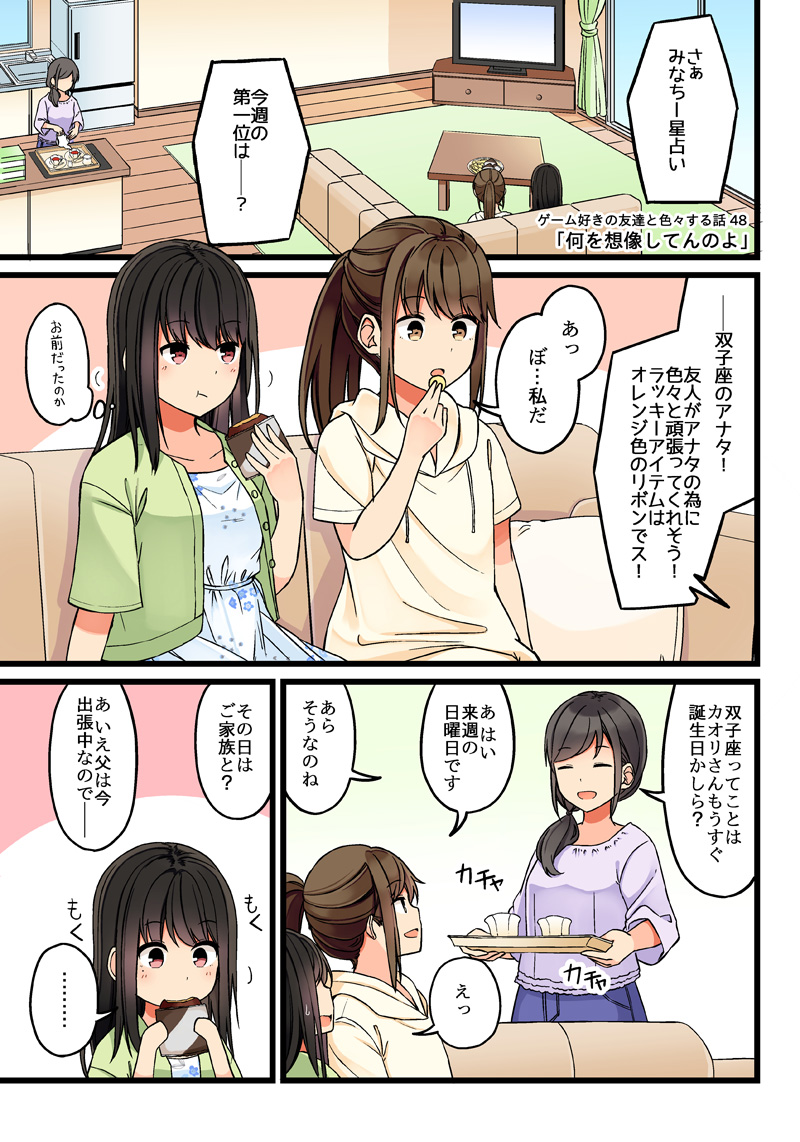 さあ
みなちー星占い
今週の
第一位は──？
ゲーム好きの友達と色々する話 48
「何を想像してんのよ」
──双子座のアナタ！
友人がアナタの為に
色々と頑張ってくれそう！
ラッキーアイテムは
オレンジ色のリボンでス！
あっ
ぼ…私だ
お前だったのか
双子座ってことは
カオリさんもうすぐ
誕生日かしら？
あ はい
来週の
日曜日です
あら
そうなのね
カチャ
カチャ
えっ
その日は
ご家族と？
あ いえ父は今
出張中なので──
もく
もく
………